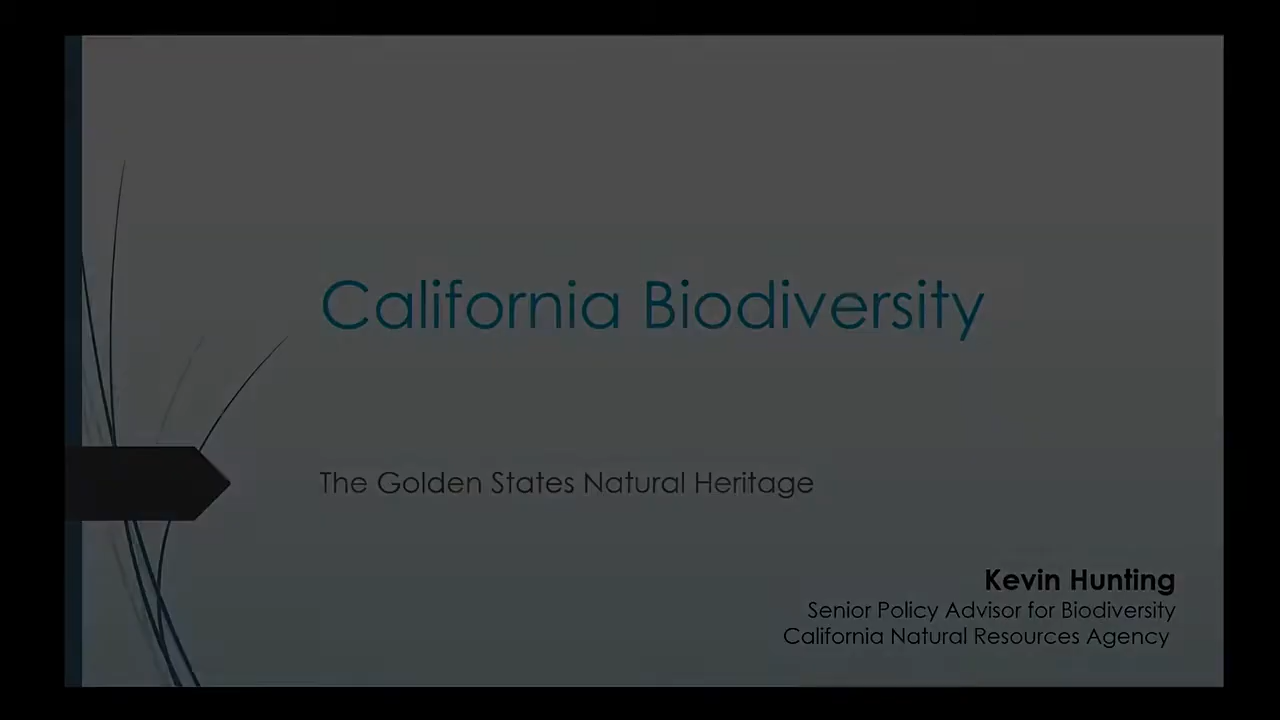 California Biodiversity
The Golden States Natural Heritage
Kevin Hunting
Senior Policy Advisor for Biodiversity
California Natural Resources Agency